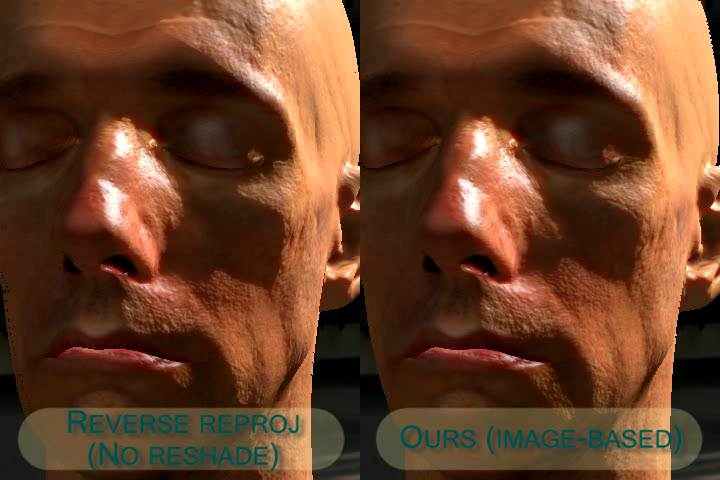 REVERSE REPROJ
(NO RESHADE)
OURS (IMAGE-BASED)